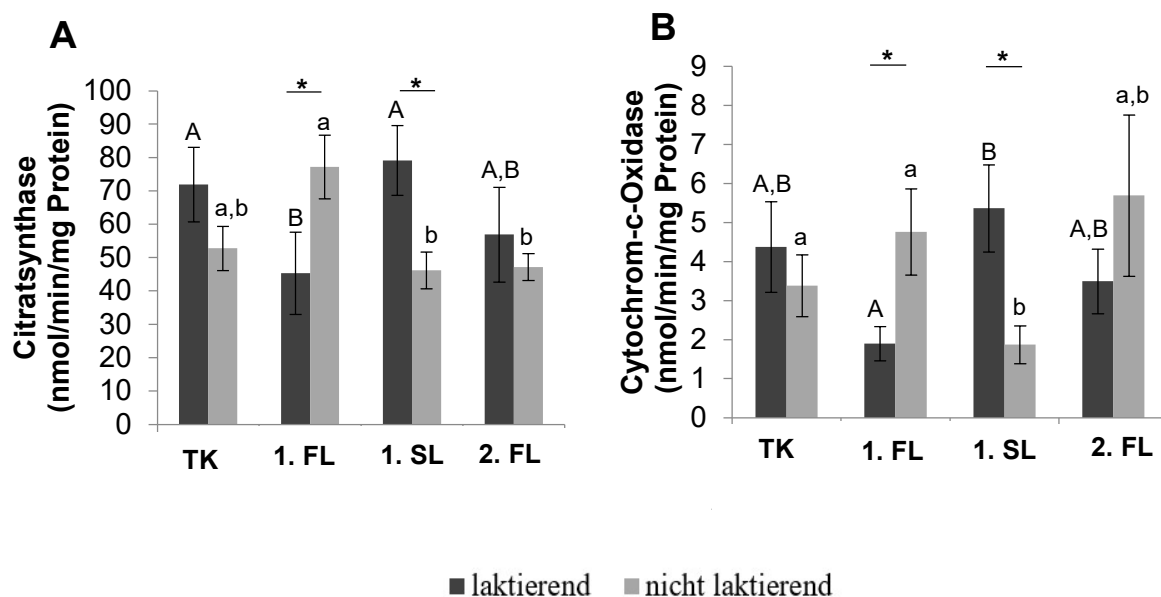 A
Citratsynthase
(nmol/min/mg Protein)
100
90
80
70
60
50
40
30
20
10
0
A
a,b
*
B
a
*
A
b
A,B
b
TK
1. FL
1. SL
2. FL
B
Cytochrom-c-Oxidase
(nmol/min/mg Protein)
9
8
7
6
5
4
3
2
1
0
A,B
a
*
A
a
*
B
b
A,B
a,b
TK
1. FL
1. SL
2. FL
laktierend nicht laktierend